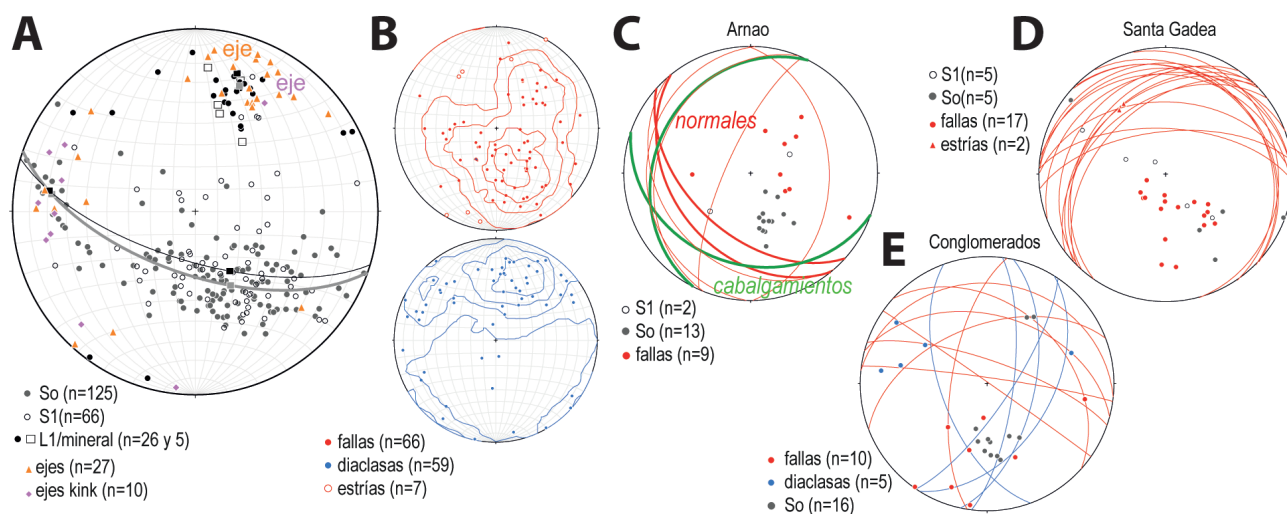 A
eje
eje
So (n=125)
S1(n=66)
L1/mineral (n=26 y 5)
ejes (n=27)
ejes kink (n=10)
B
fallas (n=66)
diaclasas (n=59)
estrías (n=7)
C
Arnao
normales
cabalgamientos
S1 (n=2)
So (n=13)
fallas (n=9)
D
Santa Gadea
S1(n=5)
So(n=5)
fallas (n=17)
estrías (n=2)
E
Conglomerados
fallas (n=10)
diaclasas (n=5)
So (n=16)